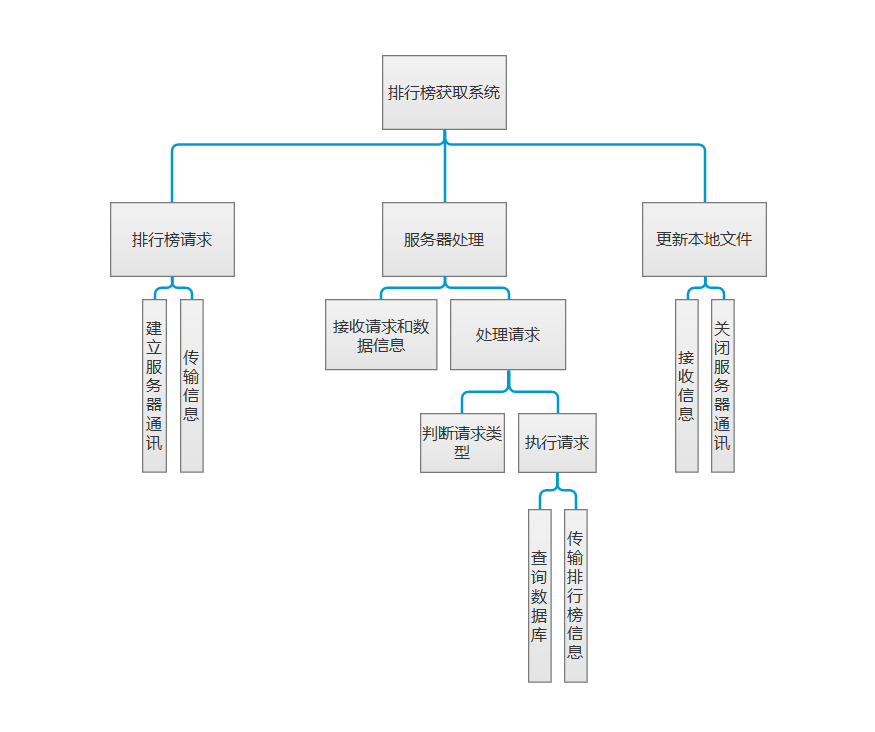 排行榜获取系统
排行榜请求
服务器处理
更新本地文件
建立服务器通讯
传输信息
接收请求和数
据信息
处理请求
接收信息
关闭服务器通讯
判断请求类
型
执行请求
查询数据库
传输排行榜信息